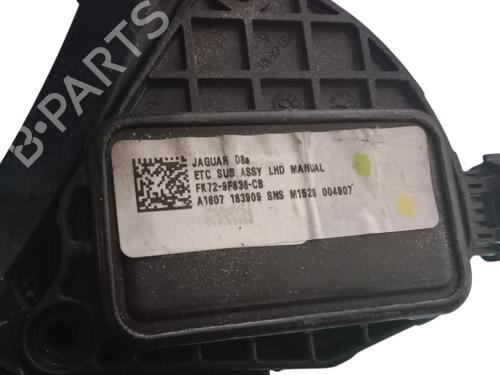 B-PARTS
JAGUAR D8a
ETC SUB ASSY LHD MANUAL
FK72-9F836-CB
A1607 183909 SNS M1528 004907